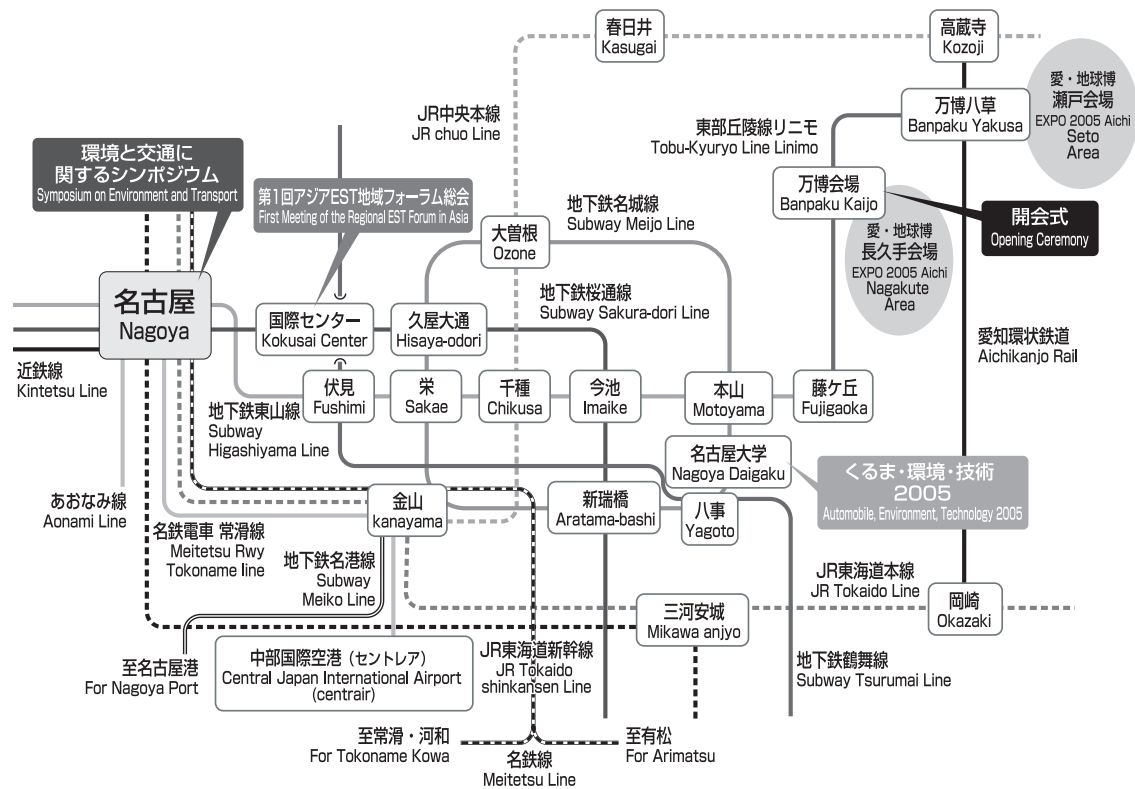 春日井
Kasugai
高蔵寺
Kozoji
愛・地球博
瀬戸会場
EXPO 2005 Aichi
Seto
Area
万博八草
Banpaku Yakusa
JR中央本線
JR chuo Line
東部丘陵線リニモ
Tobu-Kyuryo Line Linimo
環境と交通に
関するシンポジウム
Symposium on Environment and Transport
第1回アジアEST地域フォーラム総会
First Meeting of the Regional EST Forum in Asia
万博会場
Banpaku Kaijo
開会式
Opening Ceremony
地下鉄名城線
Subway Meijo Line
大曽根
Ozone
愛・地球博
長久手会場
EXPO 2005 Aichi
Nagakute
Area
名古屋
Nagoya
国際センター
Kokusai Center
久屋大通
Hisaya-odori
地下鉄桜通線
Subway Sakura-dori Line
愛知環状鉄道
Aichikanjo Rail
近鉄線
Kintetsu Line
伏見
Fushimi
栄
Sakae
千種
Chikusa
今池
Imaike
本山
Motoyama
藤ケ丘
Fujigaoka
地下鉄東山線
Subway
Higashiyama Line
名古屋大学
Nagoya Daigaku
くるま・環境・技術
2005
Automobile, Environment, Technology 2005
あおなみ線
Aonami Line
金山
kanayama
新瑞橋
Aratama-bashi
八事
Yagoto
名鉄電車 常滑線
Meitetsu Rwy
Tokoname line
地下鉄名港線
Subway
Meiko Line
JR東海道本線
JR Tokaido Line
岡崎
Okazaki
三河安城
Mikawa anjyo
至名古屋港
For Nagoya Port
中部国際空港（セントレア）
Central Japan International Airport
(centrair)
JR東海道新幹線
JR Tokaido
shinkansen Line
地下鉄鶴舞線
Subway Tsurumai Line
至常滑・河和
For Tokoname Kowa
名鉄線
Meitetsu Line
至有松
For Arimatsu